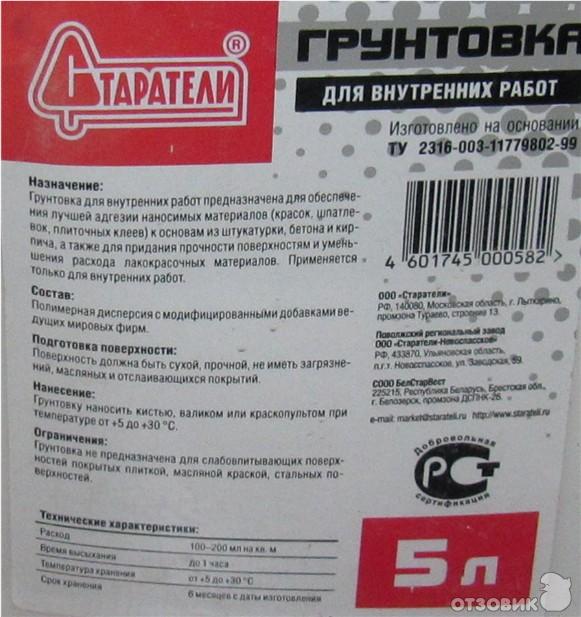 СТАРАТЕЛИ ®
ГРУНТОВКА
ДЛЯ ВНУТРЕННИХ РАБОТ
Изготовлено на основании
ТУ 2316-003-11779802-99
Назначение:
Грунтовка для внутренних работ предназначена для обеспече-
ния лучшей адгезии наносимых материалов (красок, шпатле-
вок, плиточных клеев) к основам из штукатурки, бетона и кир-
пича, а также для придания прочности поверхностям и умень-
шения расхода лакокрасочных материалов. Применяется
только для внутренних работ.
Состав:
Полимерная дисперсия с модифицированными добавками ве-
дущих мировых фирм.
Подготовка поверхности:
Поверхность должна быть сухой, прочной, не иметь загрязне-
ний, масляных и отслаивающихся покрытий.
Нанесение:
Грунтовку наносить кистью, валиком или краскопультом при
температуре от +5 до +30 °С.
Ограничения:
Грунтовка не предназначена для слабовпитывающих поверх-
ностей покрытых плиткой, масляной краской, стальных по-
верхностей.
4 601745 000582 >
ООО «Старатели»
РФ, 140080, Московская область, г. Лыткарино,
промзона Тураево, строение 13.
Поволжский региональный завод
ООО «Старатели-Новоспасское»
РФ, 433870, Ульяновская область,
п.г.т. Новоспасское, ул. Заводская, 59.
СООО БелСтарВест
225215, Республика Беларусь, Брестская обл.,
г. Белоозерск, промзона ДСПНК-26.
e-mail: market@starateli.ru http://www.starateli.ru
Добровольная
РСТ
сертификация
Технические характеристики:
Расход 100–200 мл на кв. м
Время высыхания до 1 часа
Температура хранения от +5 до +30°С
Срок хранения 6 месяцев с даты изготовления
5 л
ОТЗОВИК